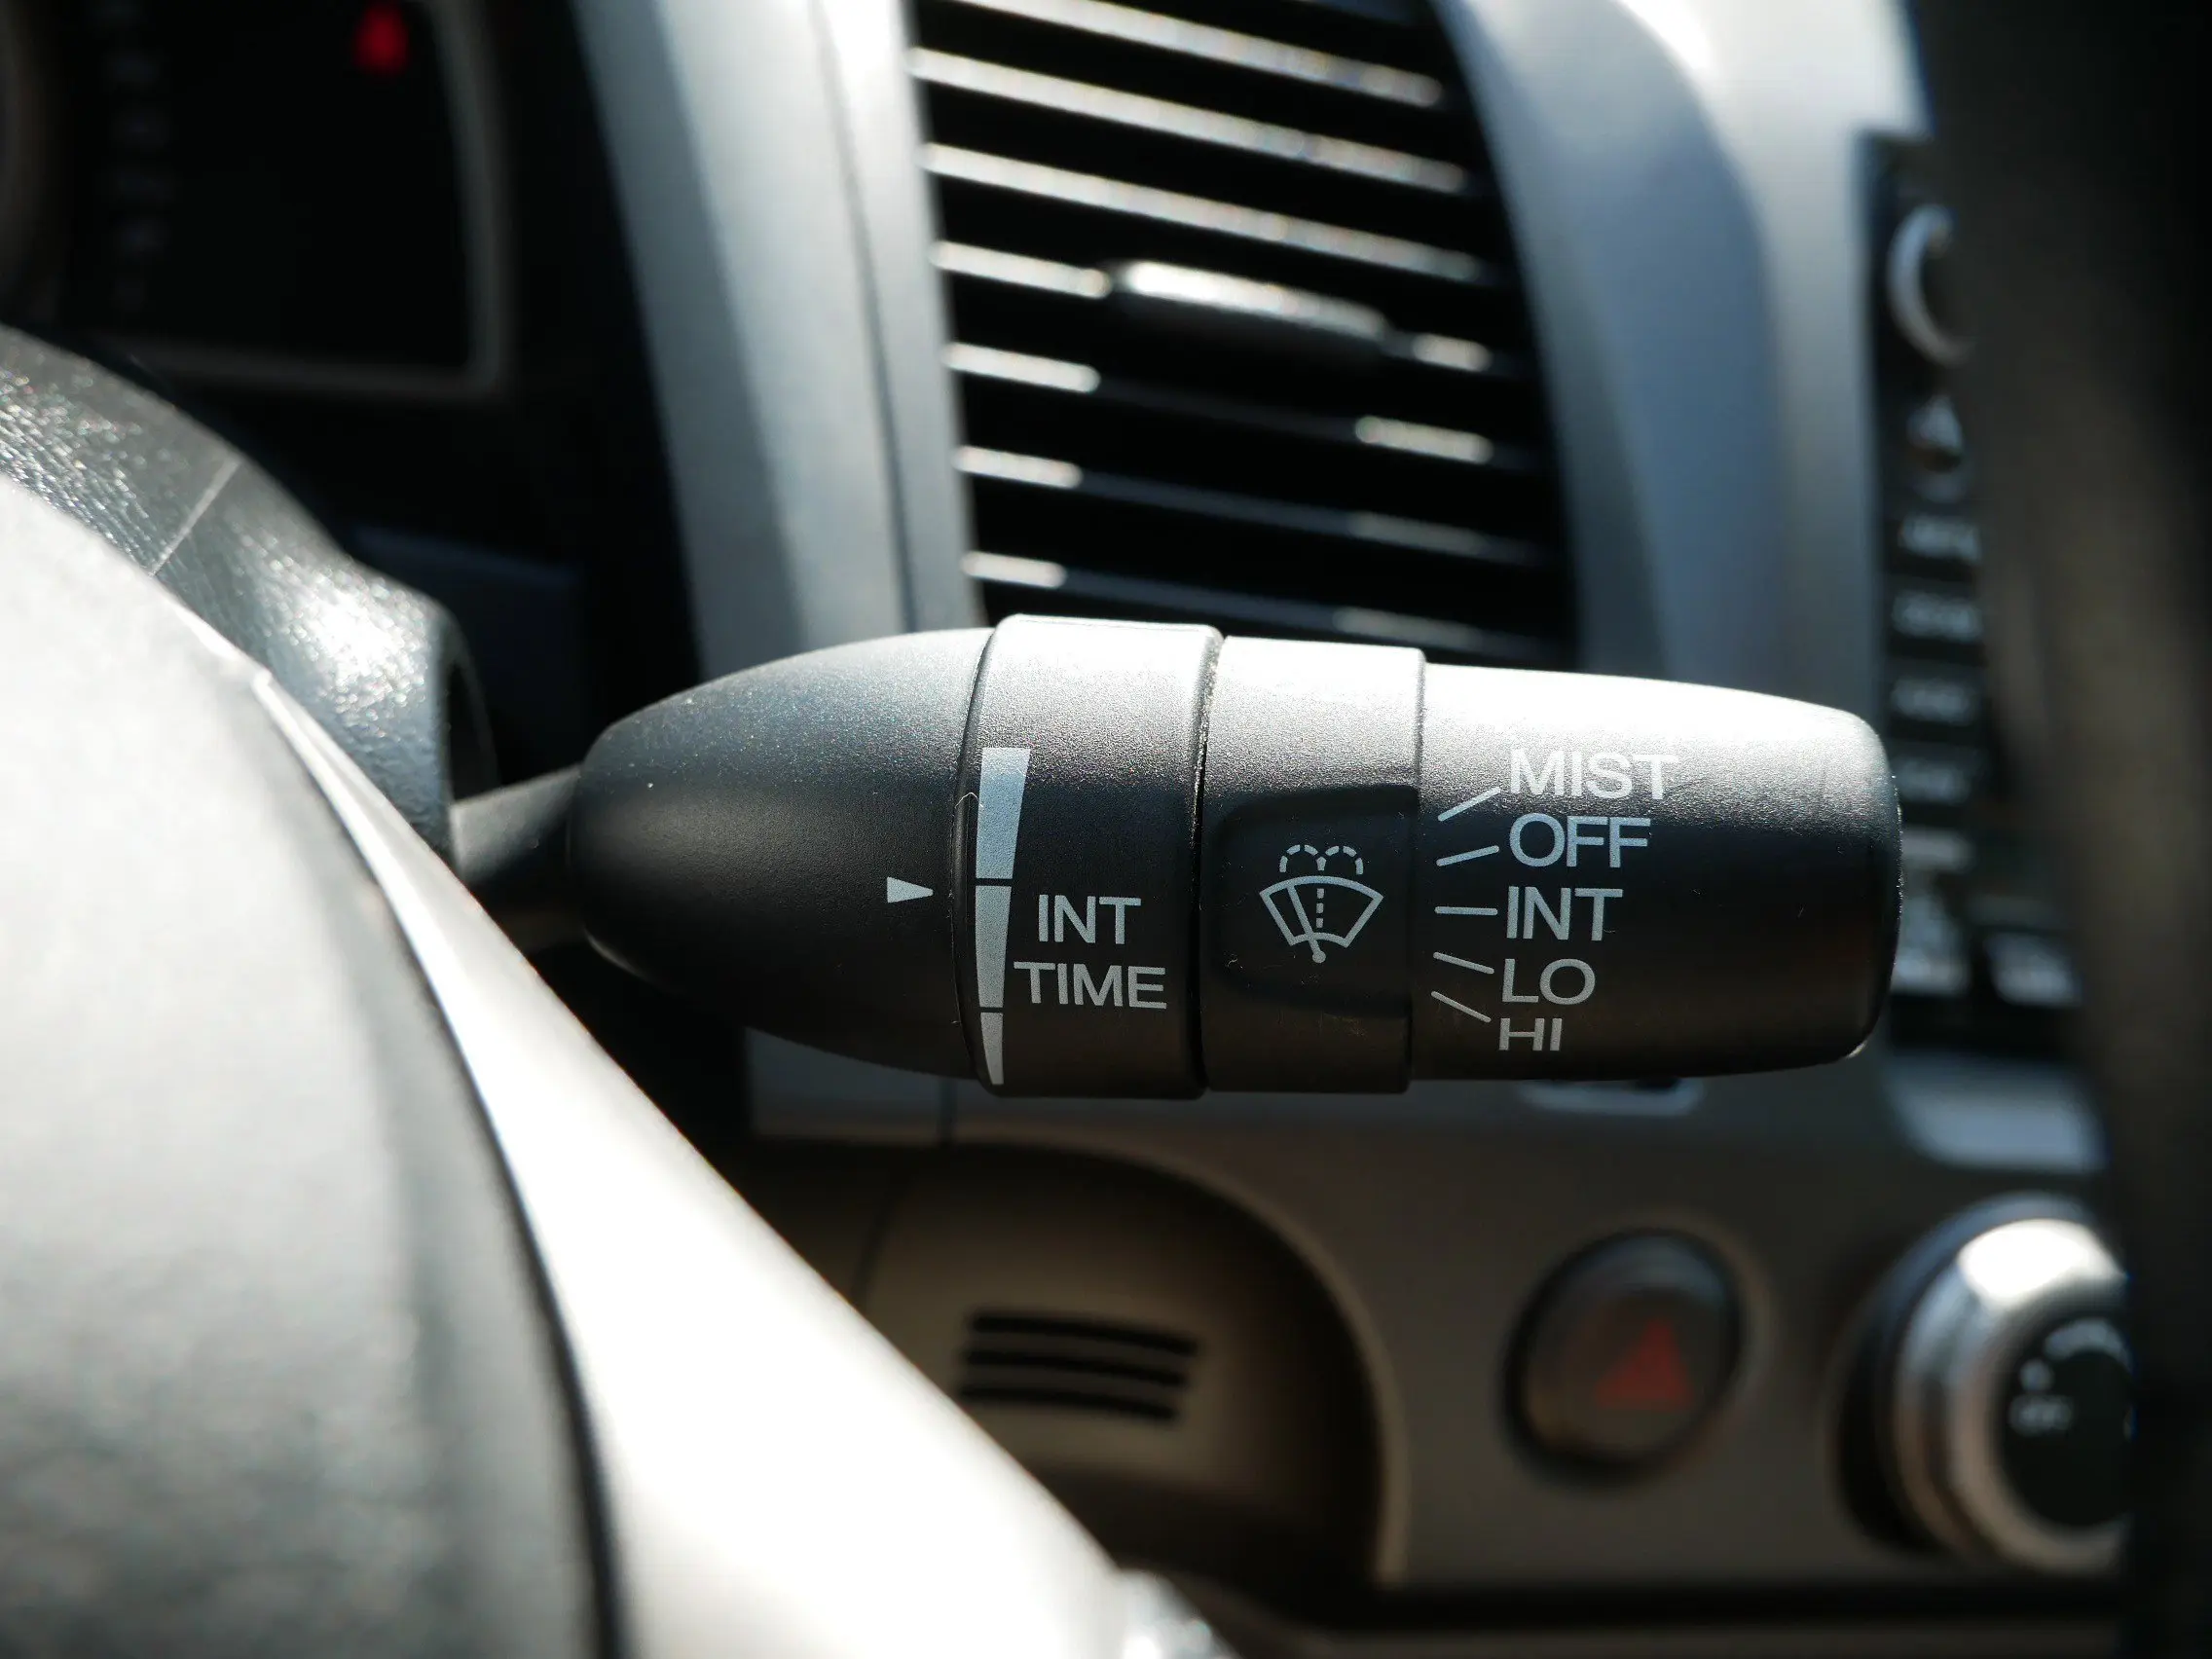 INT
TIME
MIST
OFF
INT
LO
HI